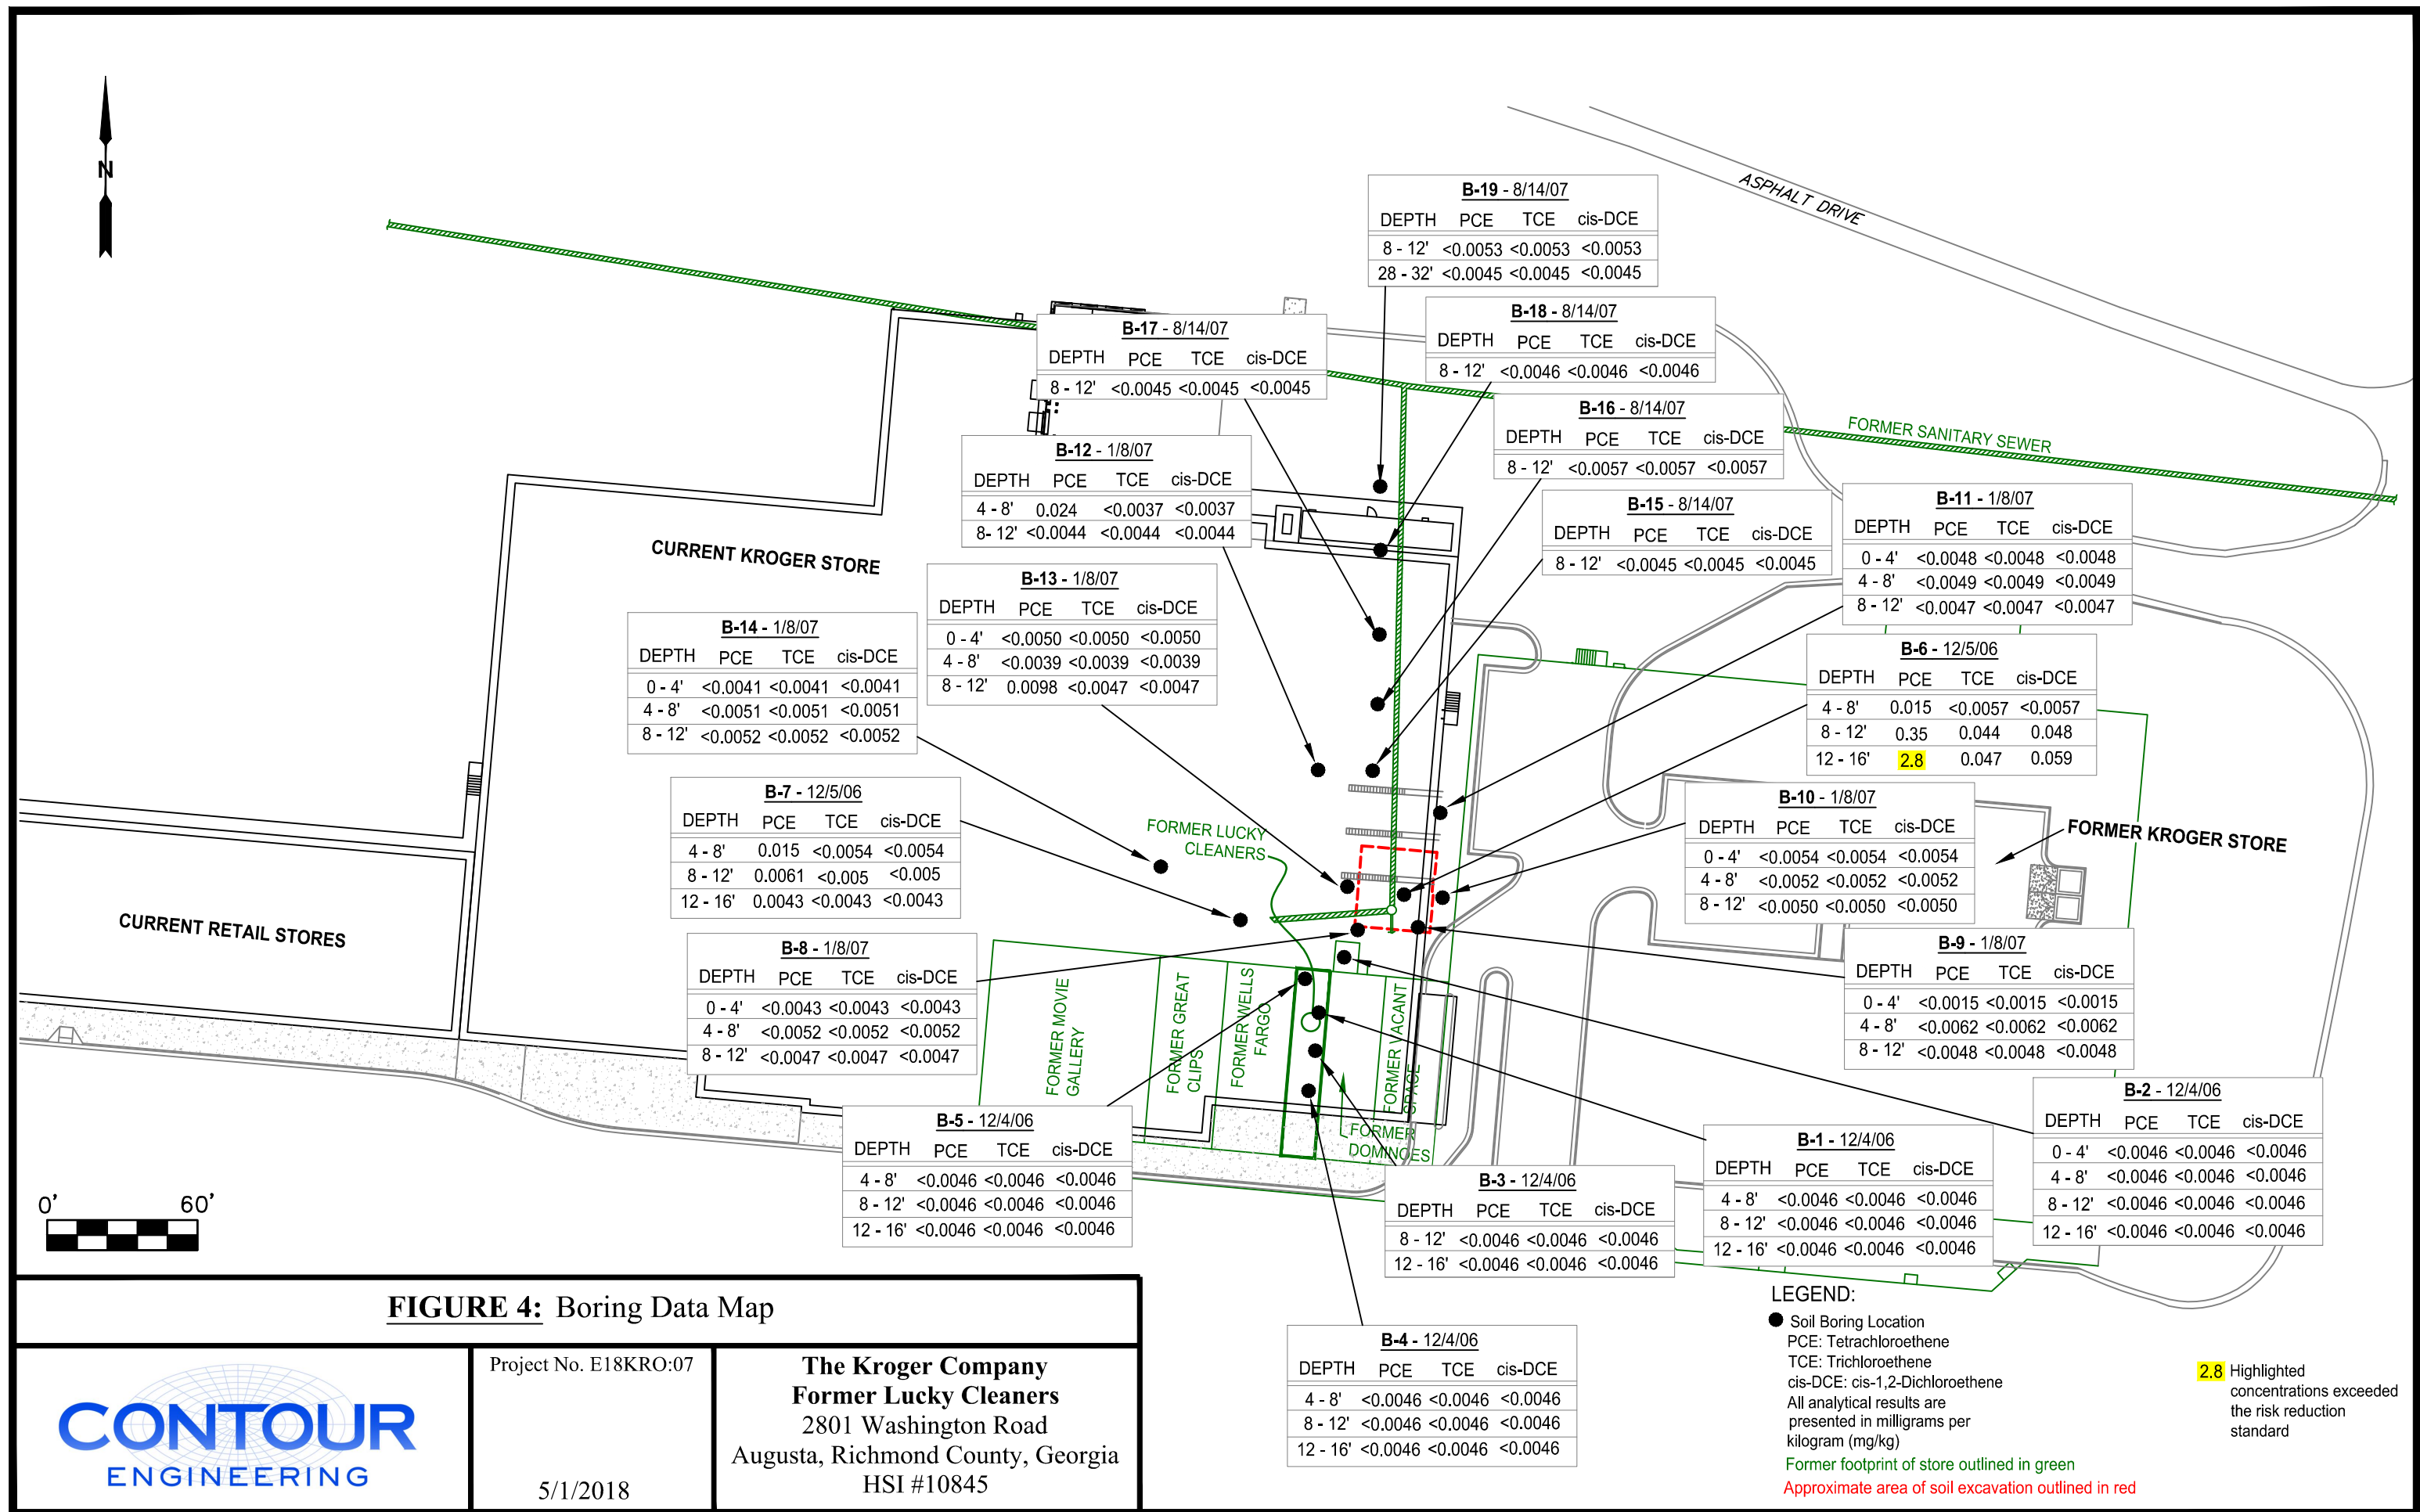 N
ASPHALT DRIVE
B-19 - 8/14/07
DEPTH PCE TCE cis-DCE
8 - 12' <0.0053 <0.0053 <0.0053
28 - 32' <0.0045 <0.0045 <0.0045
B-18 - 8/14/07
DEPTH PCE TCE cis-DCE
8 - 12' <0.0046 <0.0046 <0.0046
B-17 - 8/14/07
DEPTH PCE TCE cis-DCE
8 - 12' <0.0045 <0.0045 <0.0045
B-16 - 8/14/07
DEPTH PCE TCE cis-DCE
8 - 12' <0.0057 <0.0057 <0.0057
FORMER SANITARY SEWER
B-12 - 1/8/07
DEPTH PCE TCE cis-DCE
4 - 8' 0.024 <0.0037 <0.0037
8- 12' <0.0044 <0.0044 <0.0044
B-15 - 8/14/07
DEPTH PCE TCE cis-DCE
8 - 12' <0.0045 <0.0045 <0.0045
B-11 - 1/8/07
DEPTH PCE TCE cis-DCE
0 - 4' <0.0048 <0.0048 <0.0048
4 - 8' <0.0049 <0.0049 <0.0049
8 - 12' <0.0047 <0.0047 <0.0047
CURRENT KROGER STORE
B-13 - 1/8/07
DEPTH PCE TCE cis-DCE
0 - 4' <0.0050 <0.0050 <0.0050
4 - 8' <0.0039 <0.0039 <0.0039
8 - 12' 0.0098 <0.0047 <0.0047
B-14 - 1/8/07
DEPTH PCE TCE cis-DCE
0 - 4' <0.0041 <0.0041 <0.0041
4 - 8' <0.0051 <0.0051 <0.0051
8 - 12' <0.0052 <0.0052 <0.0052
B-6 - 12/5/06
DEPTH PCE TCE cis-DCE
4 - 8' 0.015 <0.0057 <0.0057
8 - 12' 0.35 0.044 0.048
12 - 16' 2.8 0.047 0.059
B-7 - 12/5/06
DEPTH PCE TCE cis-DCE
4 - 8' 0.015 <0.0054 <0.0054
8 - 12' 0.0061 <0.005 <0.005
12 - 16' 0.0043 <0.0043 <0.0043
FORMER LUCKY
CLEANERS
B-10 - 1/8/07
DEPTH PCE TCE cis-DCE
0 - 4' <0.0054 <0.0054 <0.0054
4 - 8' <0.0052 <0.0052 <0.0052
8 - 12' <0.0050 <0.0050 <0.0050
FORMER KROGER STORE
CURRENT RETAIL STORES
B-8 - 1/8/07
DEPTH PCE TCE cis-DCE
0 - 4' <0.0043 <0.0043 <0.0043
4 - 8' <0.0052 <0.0052 <0.0052
8 - 12' <0.0047 <0.0047 <0.0047
B-9 - 1/8/07
DEPTH PCE TCE cis-DCE
0 - 4' <0.0015 <0.0015 <0.0015
4 - 8' <0.0062 <0.0062 <0.0062
8 - 12' <0.0048 <0.0048 <0.0048
FORMER MOVIE
GALLERY
FORMER GREAT
CLIPS
FORMER WELLS
FARGO
FORMER VACANT
SPACE
FORMER
DOMINOES
B-5 - 12/4/06
DEPTH PCE TCE cis-DCE
4 - 8' <0.0046 <0.0046 <0.0046
8 - 12' <0.0046 <0.0046 <0.0046
12 - 16' <0.0046 <0.0046 <0.0046
B-2 - 12/4/06
DEPTH PCE TCE cis-DCE
0 - 4' <0.0046 <0.0046 <0.0046
4 - 8' <0.0046 <0.0046 <0.0046
8 - 12' <0.0046 <0.0046 <0.0046
12 - 16' <0.0046 <0.0046 <0.0046
B-1 - 12/4/06
DEPTH PCE TCE cis-DCE
4 - 8' <0.0046 <0.0046 <0.0046
8 - 12' <0.0046 <0.0046 <0.0046
12 - 16' <0.0046 <0.0046 <0.0046
B-3 - 12/4/06
DEPTH PCE TCE cis-DCE
8 - 12' <0.0046 <0.0046 <0.0046
12 - 16' <0.0046 <0.0046 <0.0046
B-4 - 12/4/06
DEPTH PCE TCE cis-DCE
4 - 8' <0.0046 <0.0046 <0.0046
8 - 12' <0.0046 <0.0046 <0.0046
12 - 16' <0.0046 <0.0046 <0.0046
0' 60'
FIGURE 4: Boring Data Map
CONTOUR
ENGINEERING
Project No. E18KRO:07
5/1/2018
The Kroger Company
Former Lucky Cleaners
2801 Washington Road
Augusta, Richmond County, Georgia
HSI #10845
LEGEND:
Soil Boring Location
PCE: Tetrachloroethene
TCE: Trichloroethene
cis-DCE: cis-1,2-Dichloroethene
All analytical results are
presented in milligrams per
kilogram (mg/kg)
Former footprint of store outlined in green
Approximate area of soil excavation outlined in red
2.8 Highlighted
concentrations exceeded
the risk reduction
standard